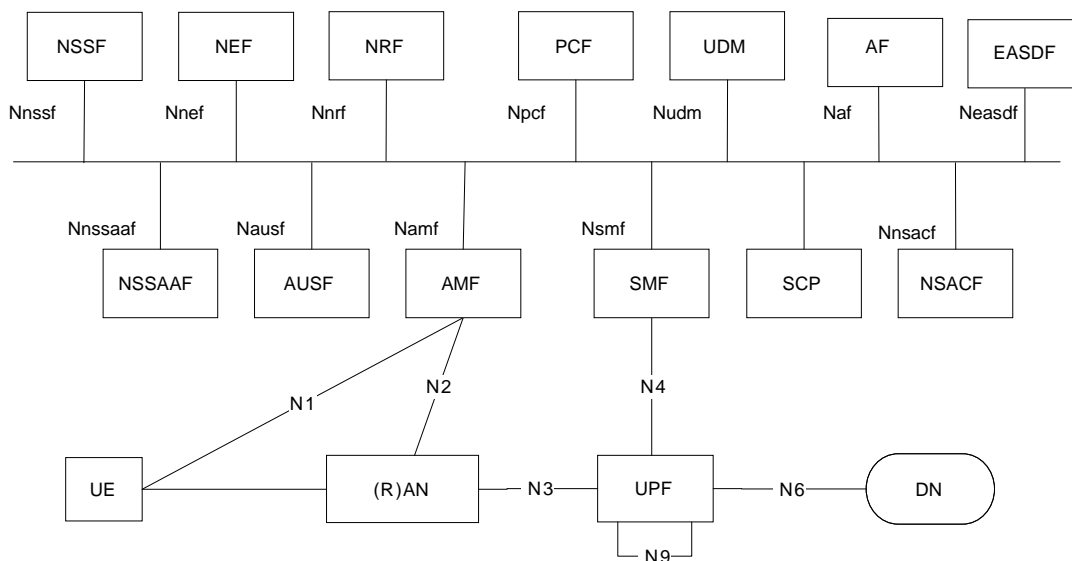 NSSF
NEF
NRF
PCF
UDM
AF
EASDF
Nnssf
Nnef
Nnrf
Npcf
Nudm
Naf
Neasdf
Nnssaaf
Nausf
Namf
Nsmf
Nnsacf
NSSAAF
AUSF
AMF
SMF
SCP
NSACF
N1
N2
N4
UE
(R)AN
N3
UPF
N6
DN
N9